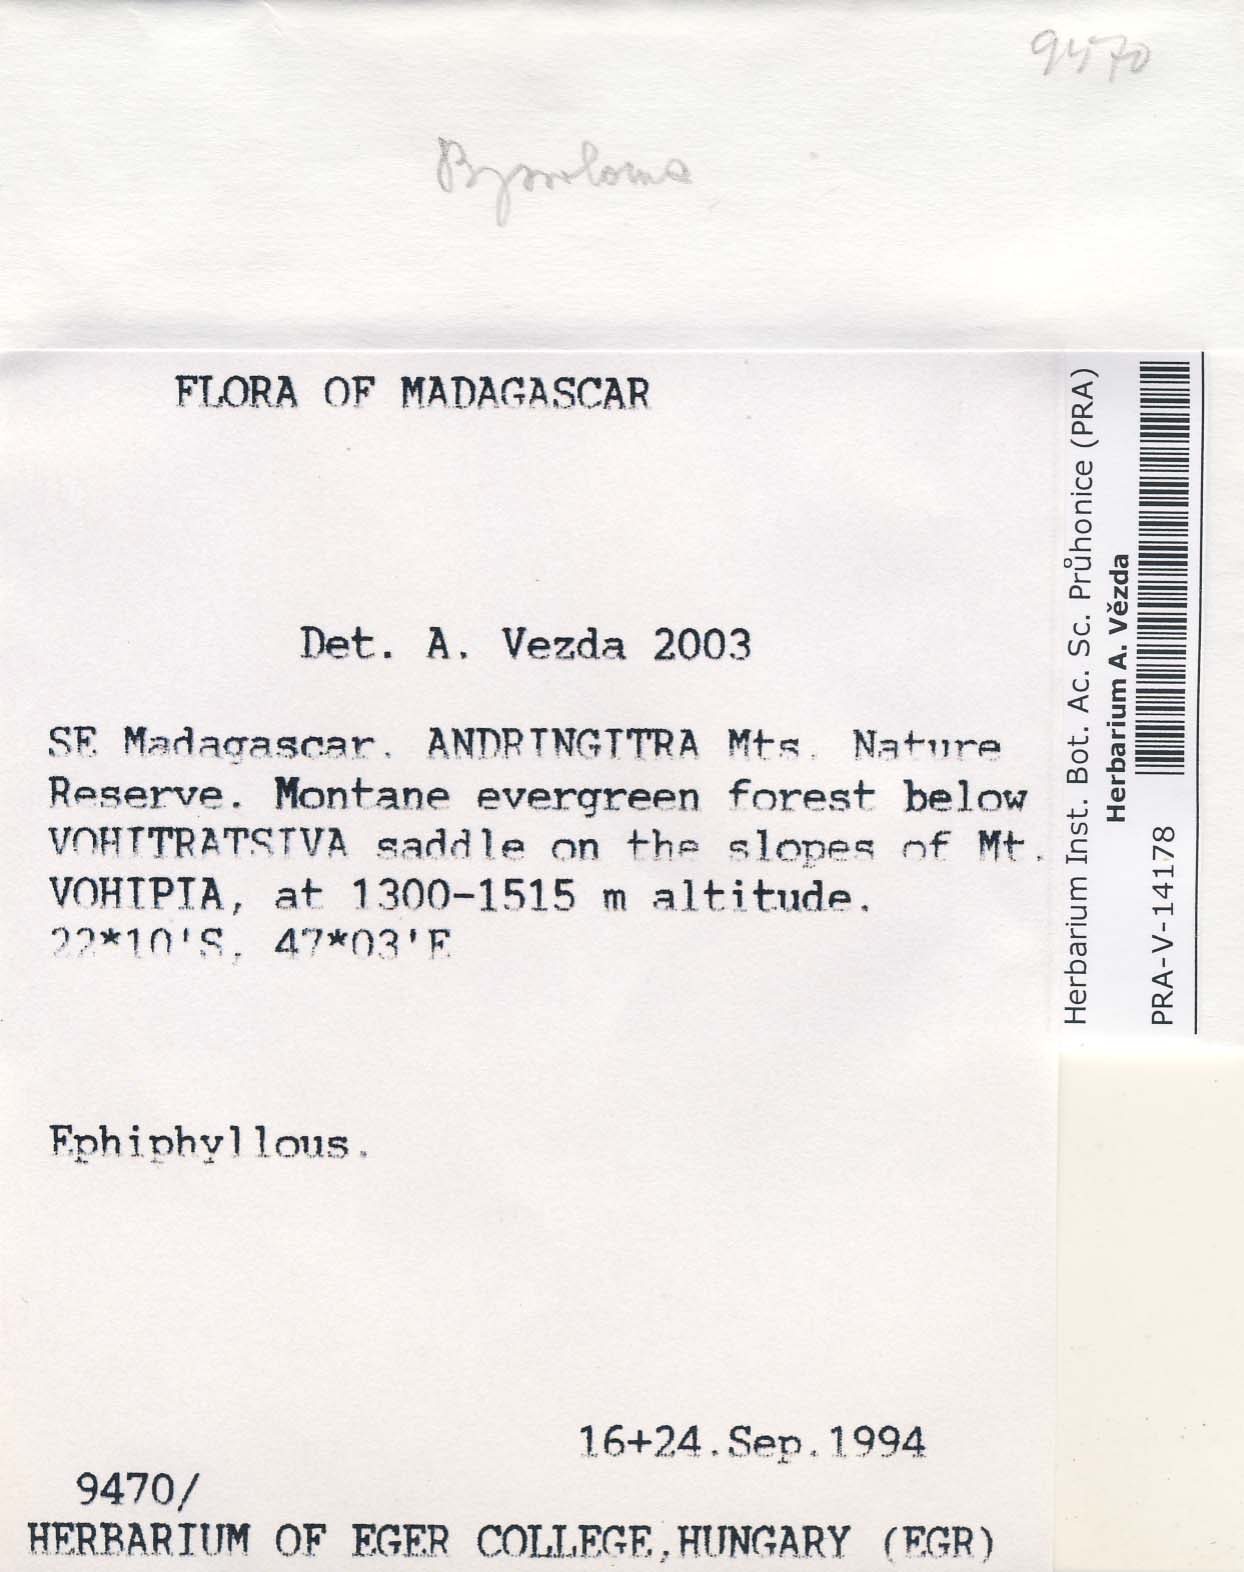 9470
Byssoloma
FLORA OF MADAGASCAR
Det. A. Vezda 2003
SE Madagascar. ANDRINGITRA Mts. Nature
Reserve. Montane evergreen forest below
VOHITRATSIVA saddle on the slopes of Mt.
VOHIPIA, at 1300-1515 m altitude.
22*10'S, 47*03'E
Ephiphyllous.
16+24.Sep.1994
9470/
HERBARIUM OF EGER COLLEGE,HUNGARY (EGR)
Herbarium Inst. Bot. Ac. Sc. Průhonice (PRA)
Herbarium A. Vězda
PRA-V-14178